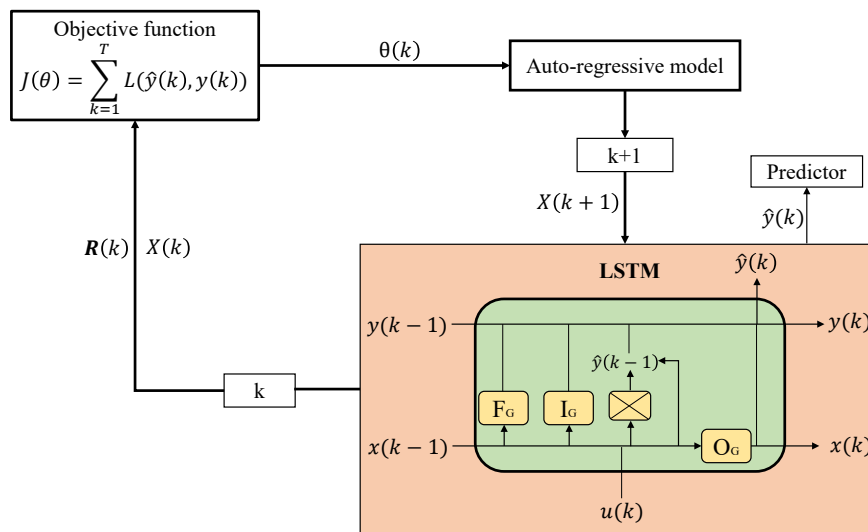 Objective function
J(θ) = ∑_{k=1}^{T} L(ŷ(k), y(k))
θ(k)
Auto-regressive model
k+1
X(k + 1)
Predictor
ŷ(k)
R(k) X(k)
k
LSTM
ŷ(k)
y(k−1)
y(k)
ŷ(k−1)
F_G
I_G
x(k−1)
O_G
x(k)
u(k)